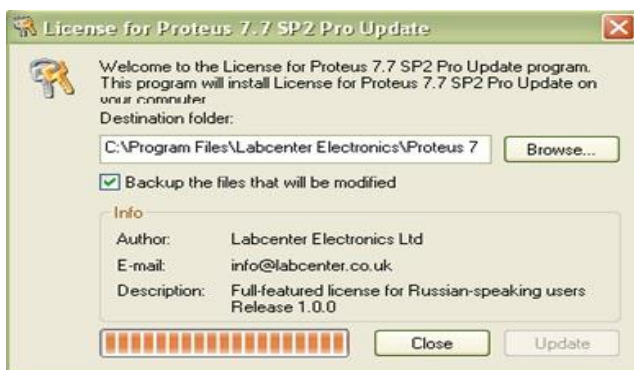 License for Proteus 7.7 SP2 Pro Update
Welcome to the License for Proteus 7.7 SP2 Pro Update program.
This program will install License for Proteus 7.7 SP2 Pro Update on
your computer
Destination folder:
C:\Program Files\Labcenter Electronics\Proteus 7
Browse...
Backup the files that will be modified
Info
Author: Labcenter Electronics Ltd
E-mail: info@labcenter.co.uk
Description: Full-featured license for Russian-speaking users
Release 1.0.0
Close Update